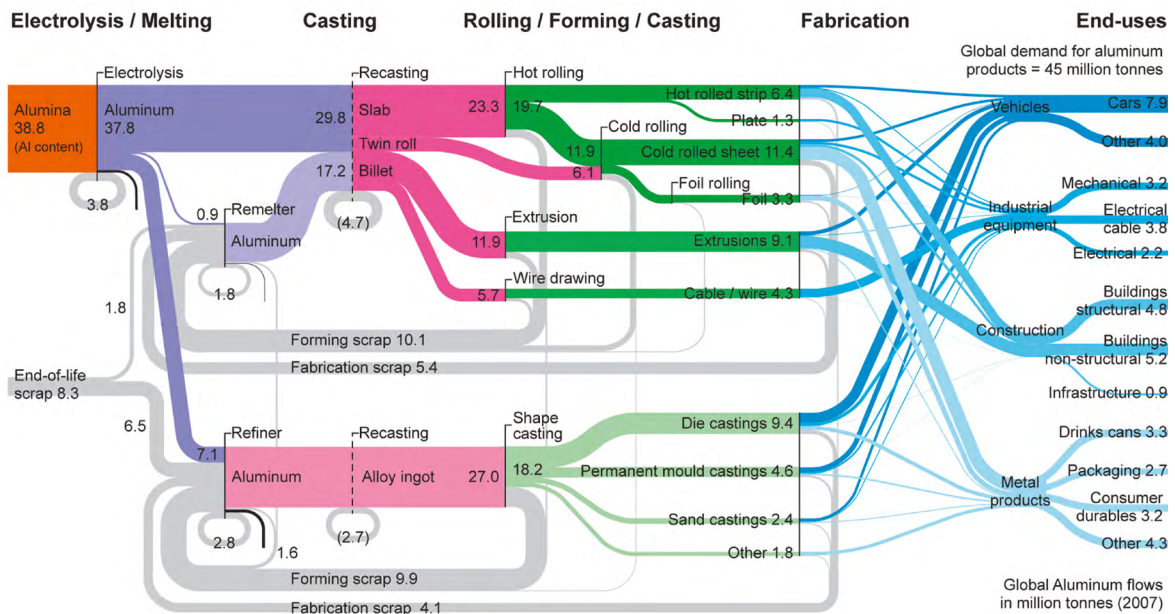 Electrolysis / Melting
Casting
Rolling / Forming / Casting
Fabrication
End-uses
Global demand for aluminum
products = 45 million tonnes
Electrolysis
Recasting
Hot rolling
Alumina
38.8
(Al content)
Aluminum
37.8
3.8
29.8
Slab
Twin roll
Billet
17.2
(4.7)
0.9
Remelter
Aluminum
1.8
1.8
23.3
19.7
11.9
Cold rolling
6.1
Foil rolling
Extrusion
11.9
Wire drawing
5.7
Hot rolled strip 6.4
Plate 1.3
Cold rolled sheet 11.4
Foil 3.3
Extrusions 9.1
Cable / wire 4.3
Forming scrap 10.1
Fabrication scrap 5.4
End-of-life
scrap 8.3
6.5
7.1
Refiner
Aluminum
2.8
1.6
Recasting
Alloy ingot
(2.7)
27.0
Shape
casting
18.2
Die castings 9.4
Permanent mould castings 4.6
Sand castings 2.4
Other 1.8
Forming scrap 9.9
Fabrication scrap 4.1
Vehicles
Cars 7.9
Other 4.0
Industrial
equipment
Mechanical 3.2
Electrical
cable 3.8
Electrical 2.2
Construction
Buildings
structural 4.8
Buildings
non-structural 5.2
Infrastructure 0.9
Metal
products
Drinks cans 3.3
Packaging 2.7
Consumer
durables 3.2
Other 4.3
Global Aluminum flows
in million tonnes (2007)